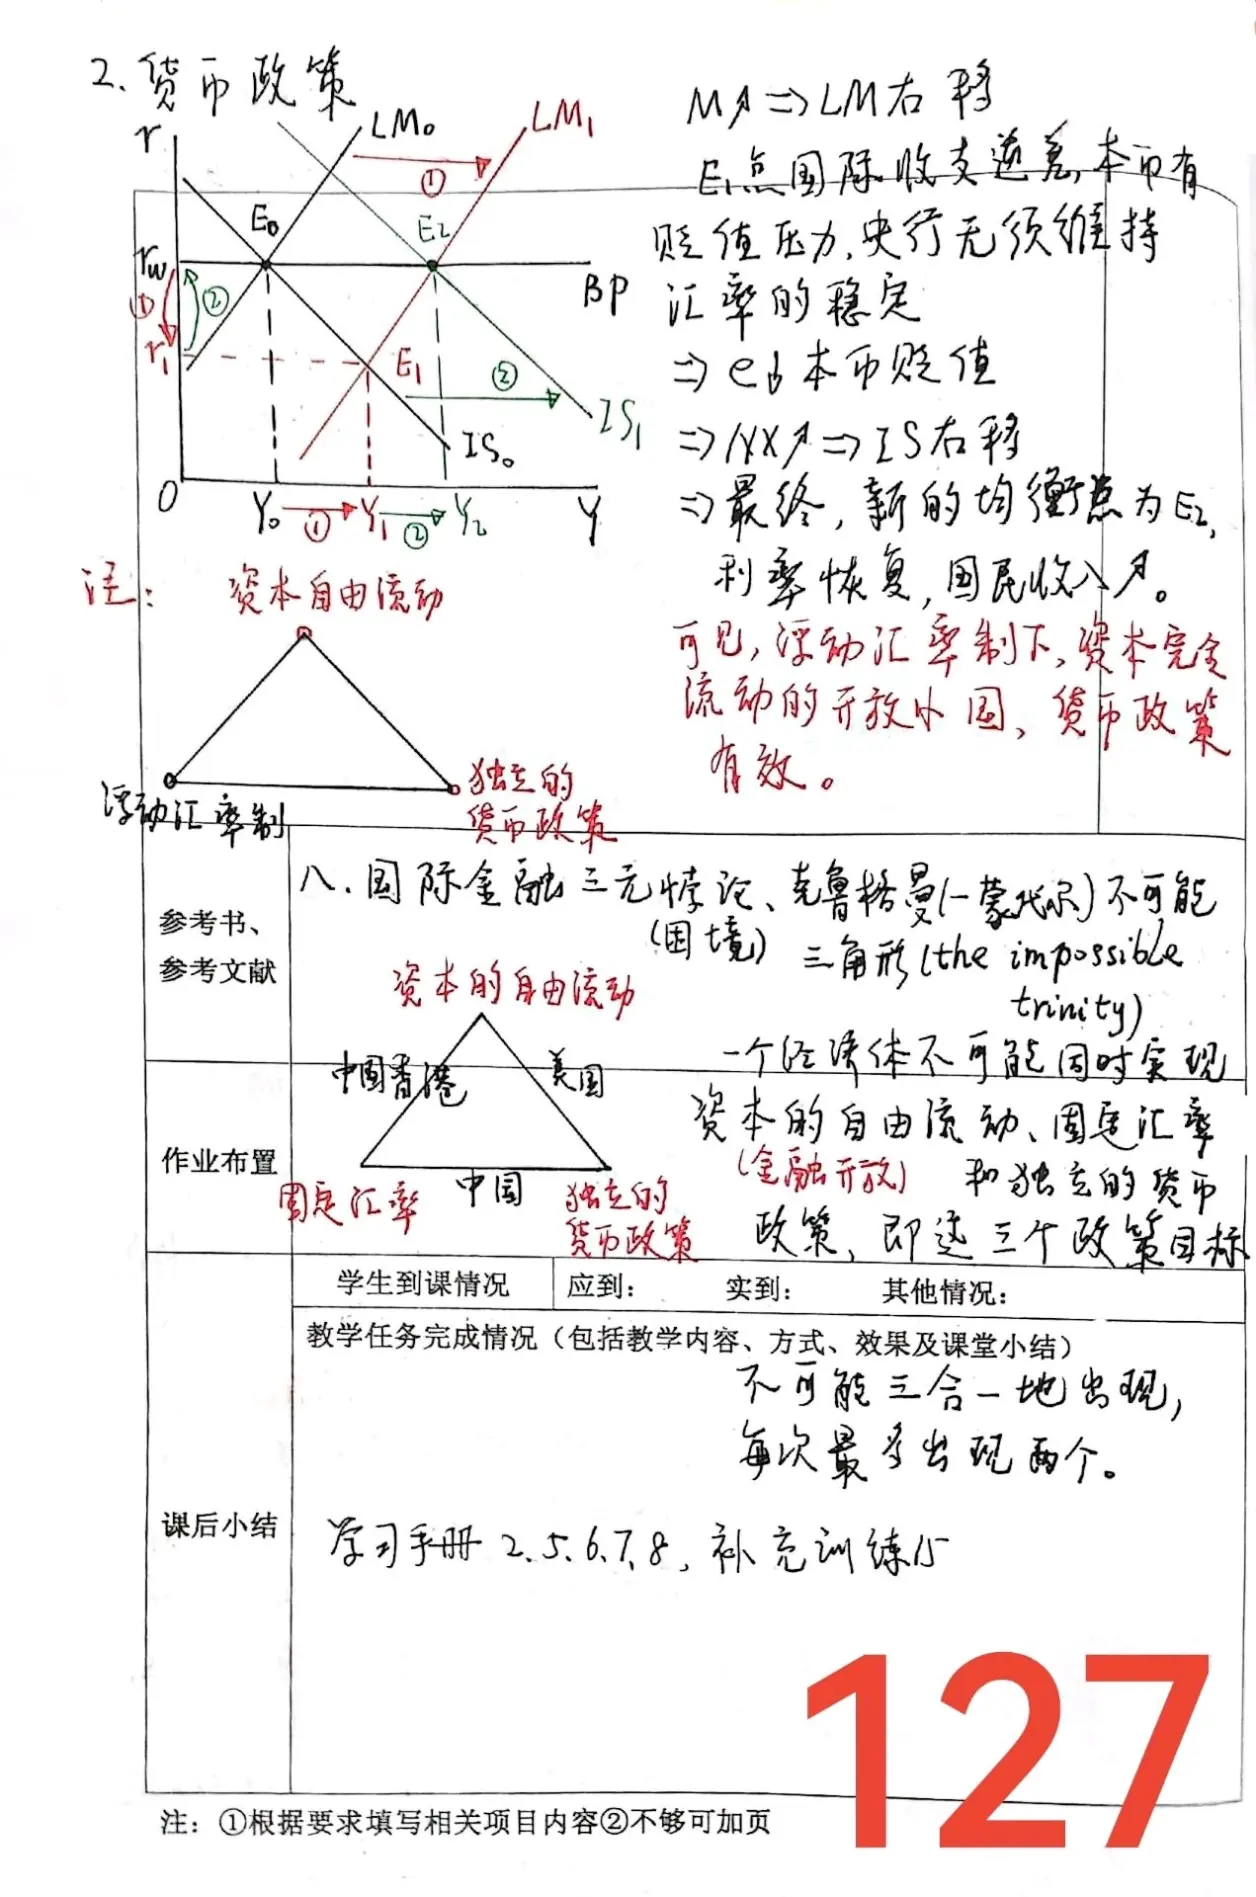 2. 货币政策
r
LM₀
LM₁
①
E₀
E₂
r_w
BP
①
②
r₁
E₁
②
IS₁
IS₀
O
Y₀
①
Y₁
②
Y₂
Y
M↗⇒LM右移
E₁点国际收支逆差,本币有
贬值压力,央行无须维持
汇率的稳定
⇒e↓本币贬值
⇒NX↗⇒IS右移
⇒最终,新的均衡点为E₂,
利率恢复,国民收入↗。
可见,浮动汇率制下,资本完全
流动的开放小国、货币政策
有效。
注:
资本自由流动
浮动汇率制
独立的
货币政策
参考书、
参考文献
八.国际金融三元悖论、克鲁格曼(-蒙代尔)不可能
(困境)
三角形(the impossible
trinity)
资本的自由流动
中国香港
美国
固定汇率
中国
独立的
货币政策
一个经济体不可能同时实现
资本的自由流动、固定汇率
(金融开放)
和独立的货币
政策,即这三个政策目标
作业布置
学生到课情况
应到:
实到:
其他情况:
教学任务完成情况(包括教学内容、方式、效果及课堂小结)
不可能三合一地出现,
每次最多出现两个。
课后小结
学习手册2.5.6.7.8,补充训练15
127
注:①根据要求填写相关项目内容②不够可加页